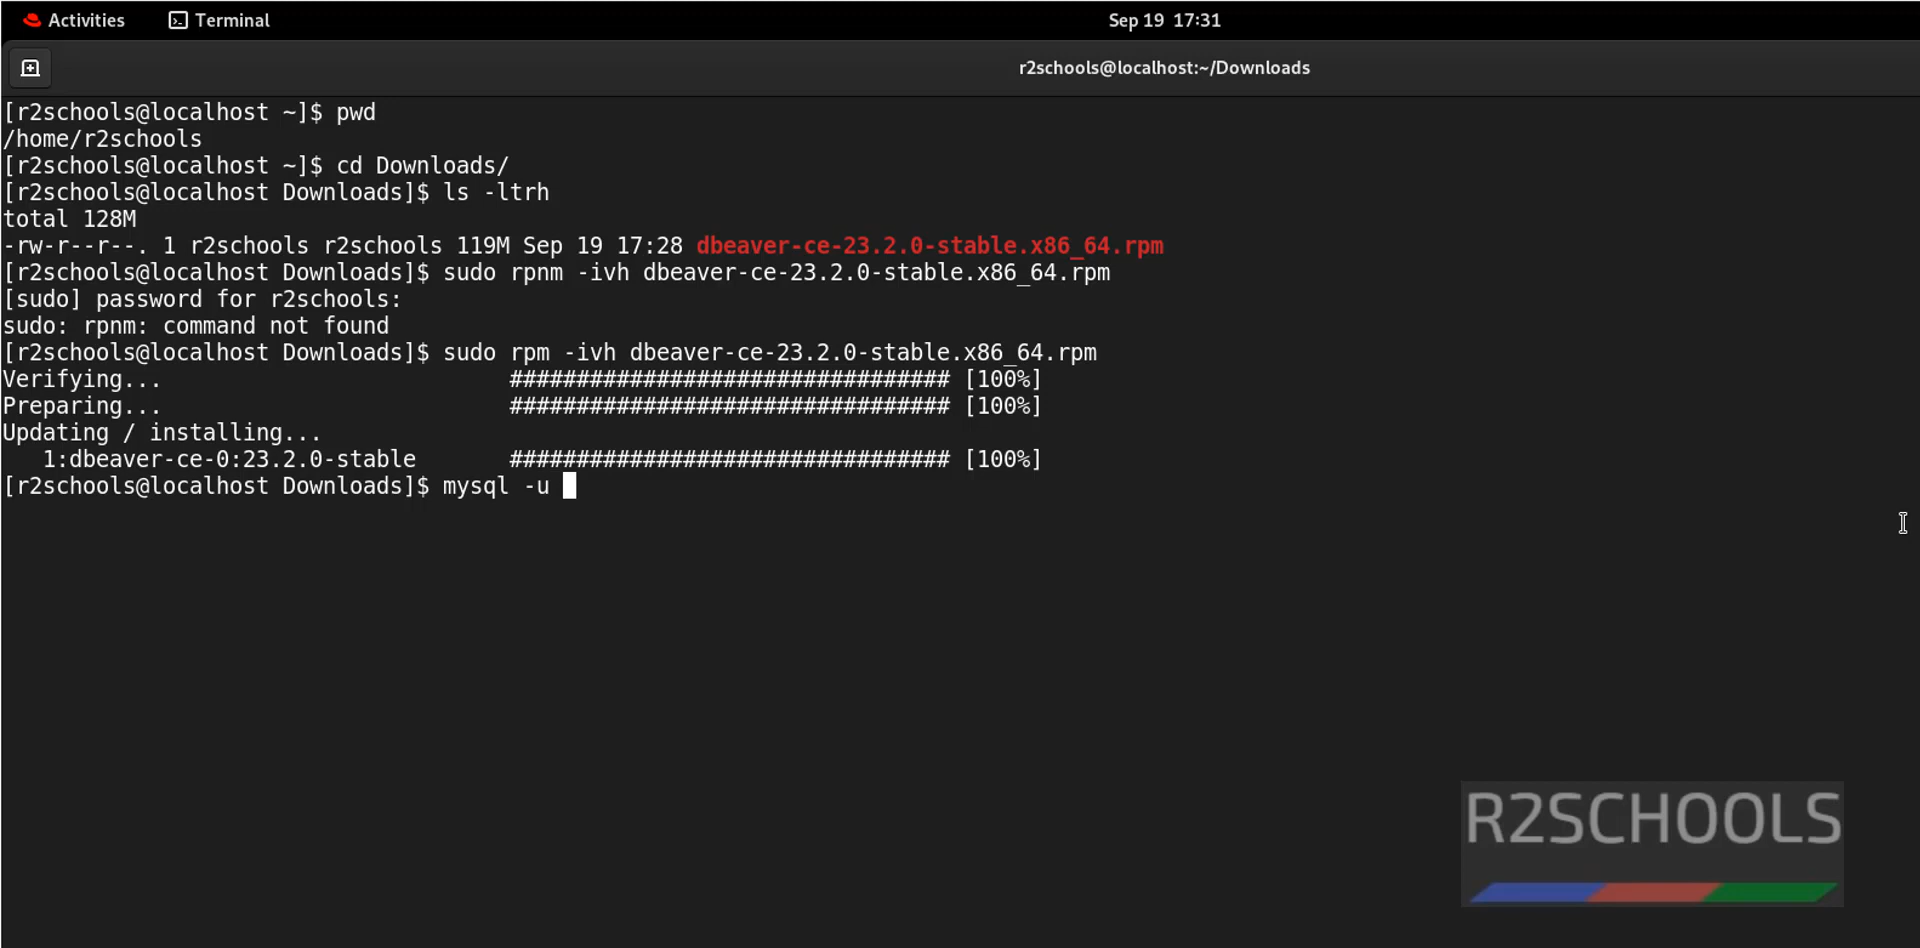 Activities Terminal Sep 19 17:31
r2schools@localhost:~/Downloads
[r2schools@localhost ~]$ pwd
/home/r2schools
[r2schools@localhost ~]$ cd Downloads/
[r2schools@localhost Downloads]$ ls -ltrh
total 128M
-rw-r--r--. 1 r2schools r2schools 119M Sep 19 17:28 dbeaver-ce-23.2.0-stable.x86_64.rpm
[r2schools@localhost Downloads]$ sudo rpnm -ivh dbeaver-ce-23.2.0-stable.x86_64.rpm
[sudo] password for r2schools:
sudo: rpnm: command not found
[r2schools@localhost Downloads]$ sudo rpm -ivh dbeaver-ce-23.2.0-stable.x86_64.rpm
Verifying... ################################# [100%]
Preparing... ################################# [100%]
Updating / installing...
1:dbeaver-ce-0:23.2.0-stable ################################# [100%]
[r2schools@localhost Downloads]$ mysql -u
R2SCHOOLS